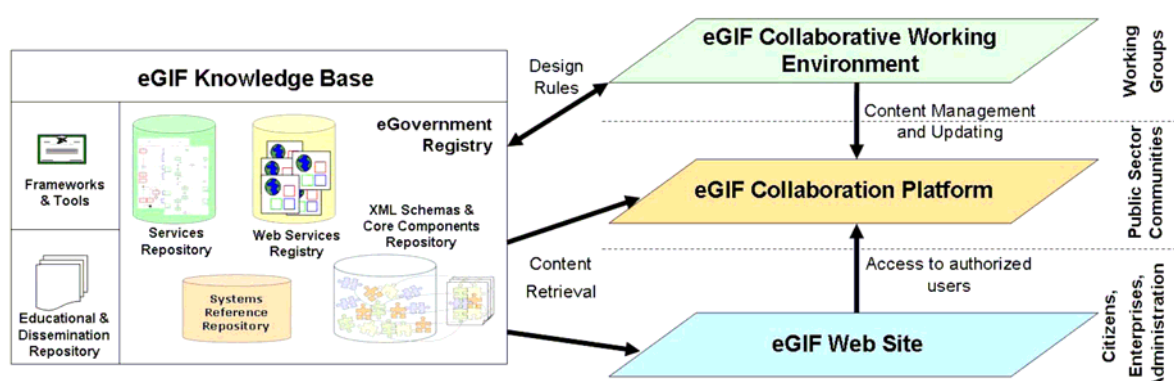 eGIF Knowledge Base
Frameworks
& Tools
Educational &
Dissemination
Repository
eGovernment
Registry
Services
Repository
Web Services
Registry
XML Schemas &
Core Components
Repository
Systems
Reference
Repository
Design
Rules
Content
Retrieval
eGIF Collaborative Working
Environment
Content Management
and Updating
eGIF Collaboration Platform
Access to authorized
users
eGIF Web Site
Working
Groups
Public Sector
Communities
Citizens,
Enterprises,
Administration